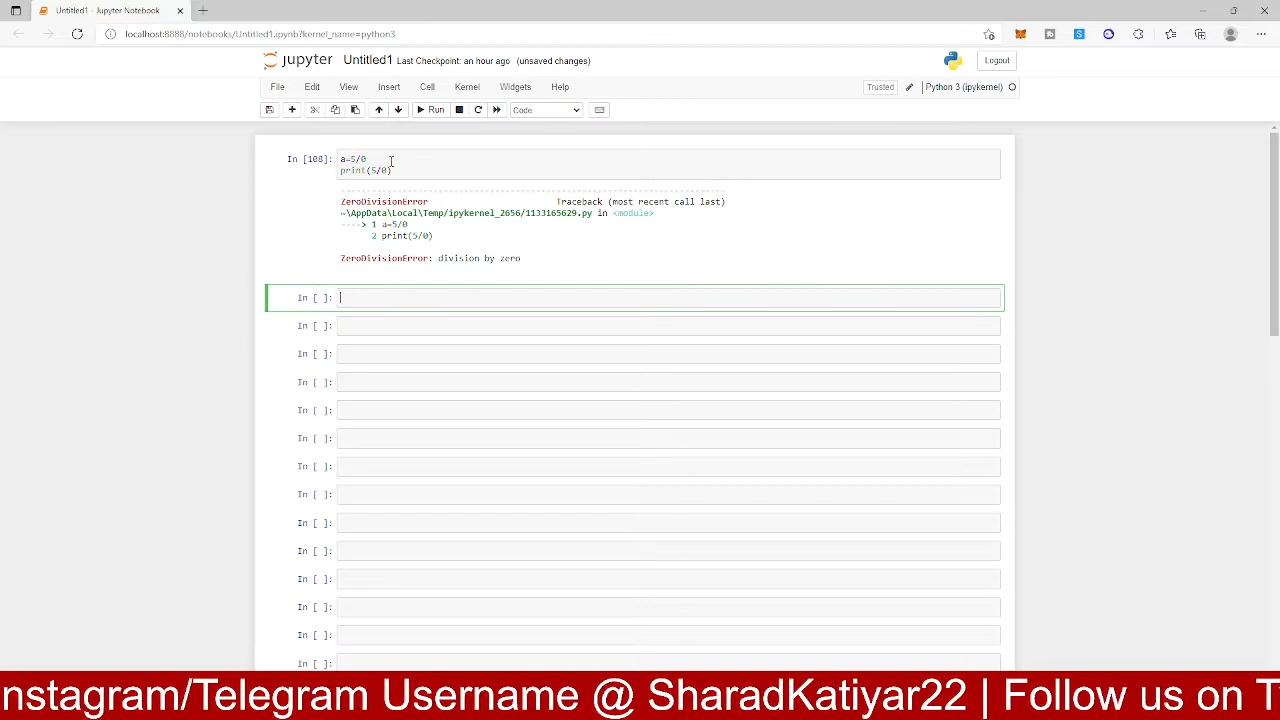 Untitled1 - Jupyter Notebook
localhost:8888/notebooks/Untitled1.ipynb?kernel_name=python3
jupyter Untitled1 Last Checkpoint: an hour ago (unsaved changes)
Logout
File Edit View Insert Cell Kernel Widgets Help
Trusted Python 3 (ipykernel)
Run Code
In [108]: a=5/0
print(5/0)
---------------------------------------------------------------------------
ZeroDivisionError Traceback (most recent call last)
~\AppData\Local\Temp/ipykernel_2656/1133165629.py in <module>
----> 1 a=5/0
2 print(5/0)
ZeroDivisionError: division by zero
In [ ]:
In [ ]:
In [ ]:
In [ ]:
In [ ]:
In [ ]:
In [ ]:
In [ ]:
In [ ]:
In [ ]:
In [ ]:
In [ ]:
In [ ]:
In [ ]:
nstagram/Telegram Username @ SharadKatiyar22 | Follow us on T